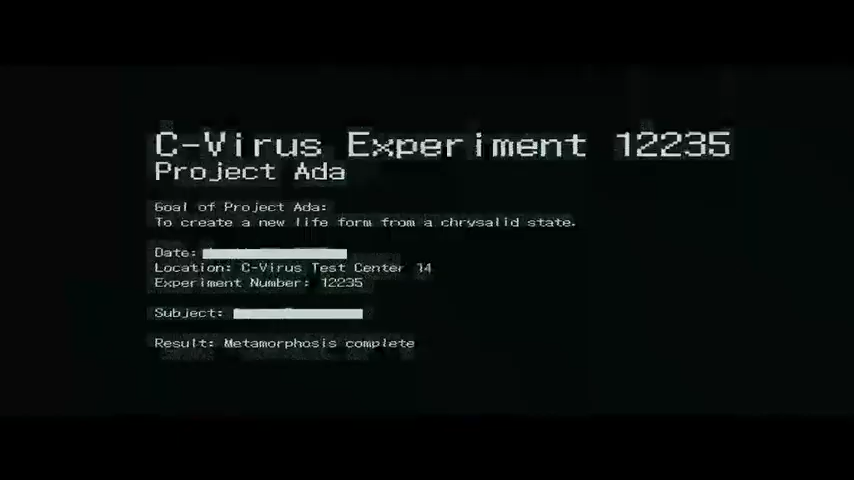 C-Virus Experiment 12235
Project Ada
Goal of Project Ada:
To create a new life form from a chrysalid state.
Date:
Location: C-Virus Test Center 14
Experiment Number: 12235
Subject:
Result: Metamorphosis complete